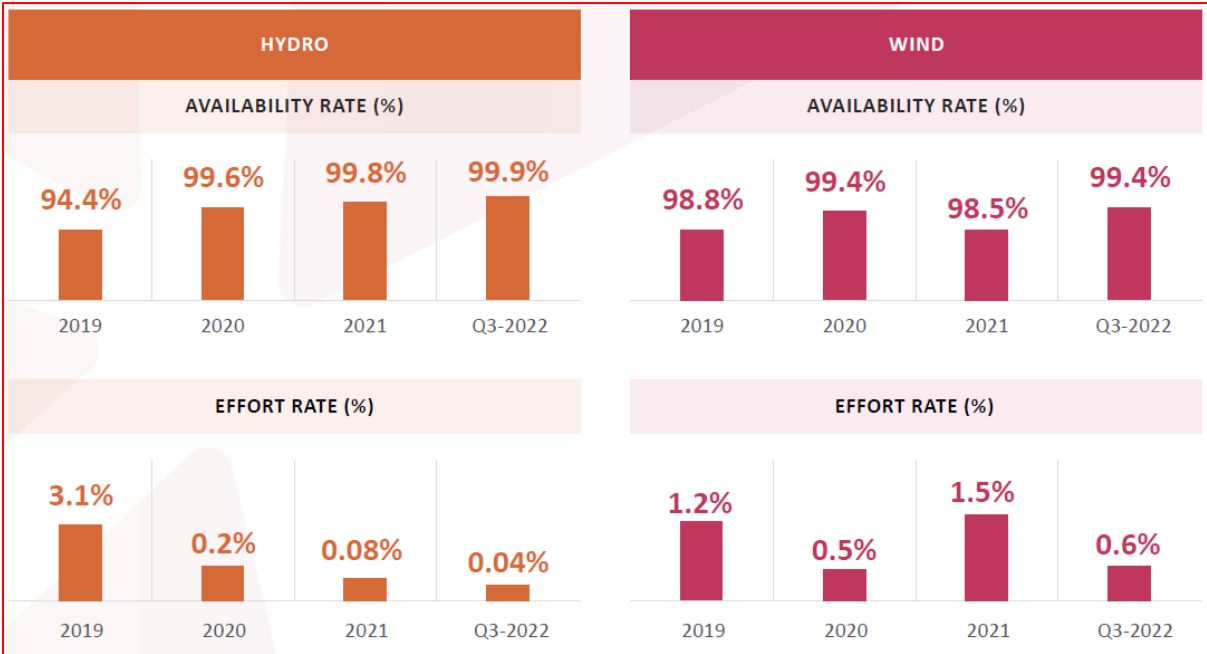 HYDRO
AVAILABILITY RATE (%)
94.4%
99.6%
99.8%
99.9%
2019
2020
2021
Q3-2022
EFFORT RATE (%)
3.1%
0.2%
0.08%
0.04%
2019
2020
2021
Q3-2022
WIND
AVAILABILITY RATE (%)
98.8%
99.4%
98.5%
99.4%
2019
2020
2021
Q3-2022
EFFORT RATE (%)
1.2%
0.5%
1.5%
0.6%
2019
2020
2021
Q3-2022